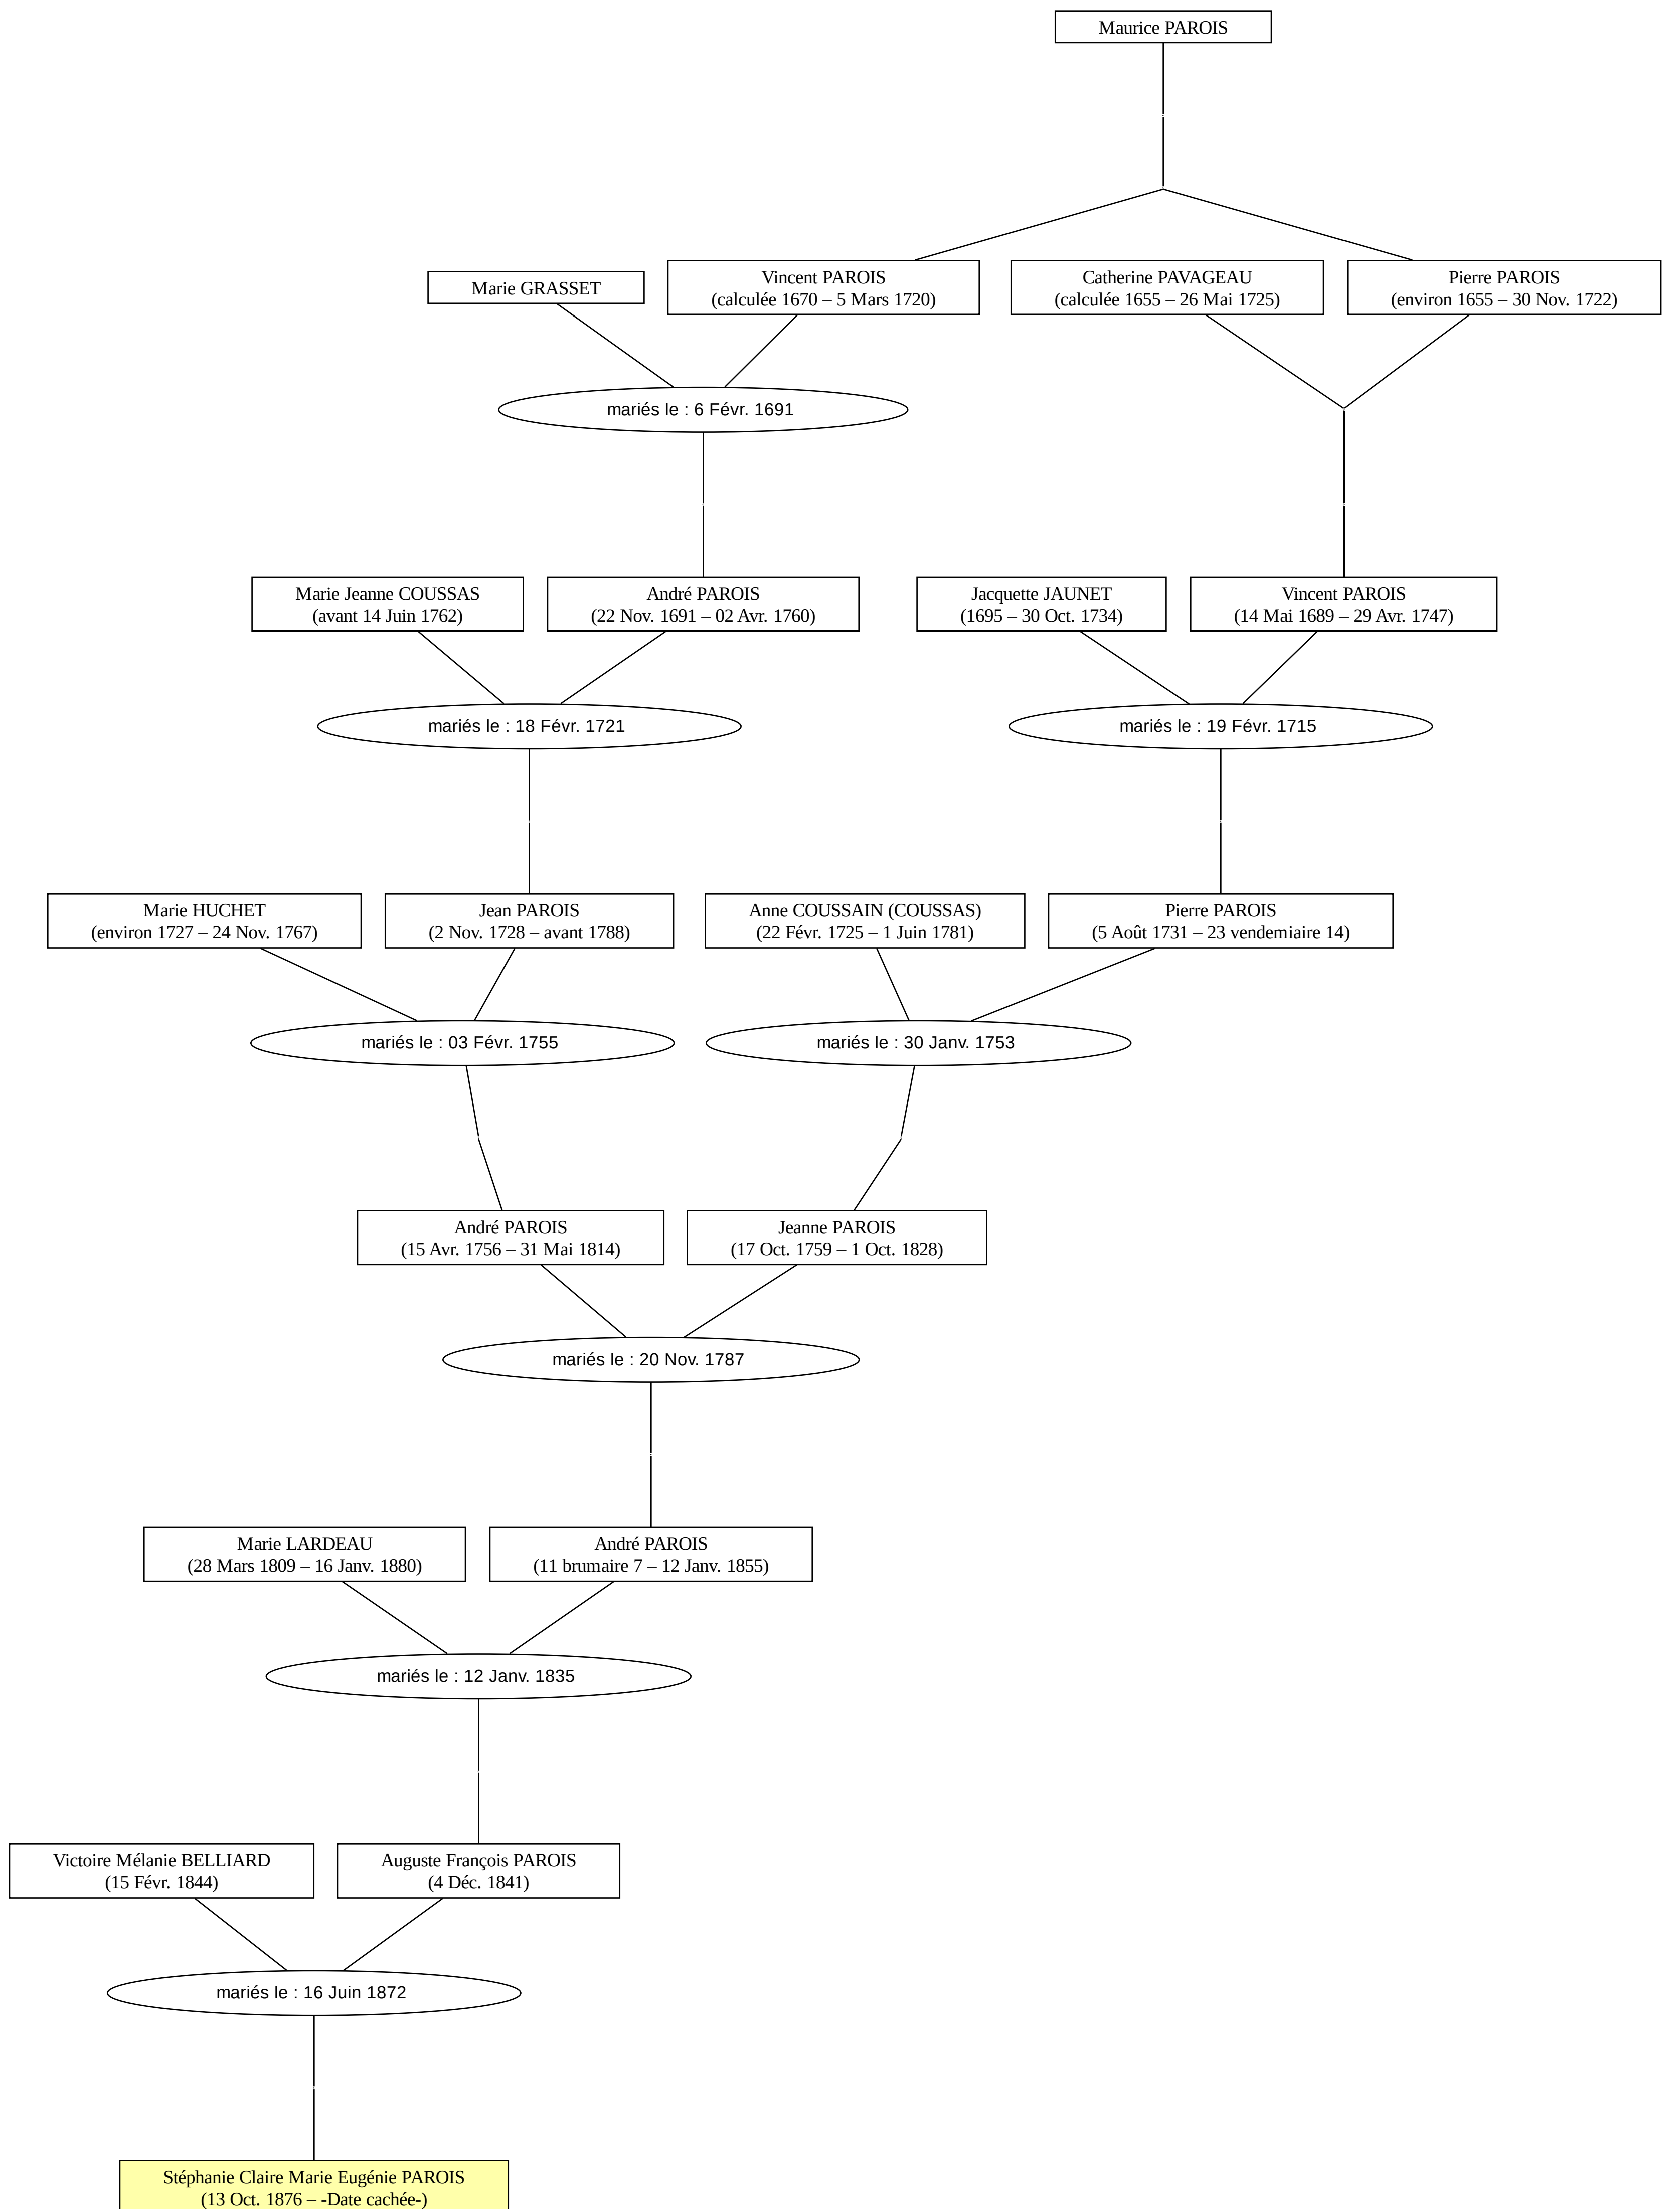 Maurice PAROIS
Marie GRASSET
Vincent PAROIS
(calculée 1670 – 5 Mars 1720)
Catherine PAVAGEAU
(calculée 1655 – 26 Mai 1725)
Pierre PAROIS
(environ 1655 – 30 Nov. 1722)
mariés le : 6 Févr. 1691
Marie Jeanne COUSSAS
(avant 14 Juin 1762)
André PAROIS
(22 Nov. 1691 – 02 Avr. 1760)
Jacquette JAUNET
(1695 – 30 Oct. 1734)
Vincent PAROIS
(14 Mai 1689 – 29 Avr. 1747)
mariés le : 18 Févr. 1721
mariés le : 19 Févr. 1715
Marie HUCHET
(environ 1727 – 24 Nov. 1767)
Jean PAROIS
(2 Nov. 1728 – avant 1788)
Anne COUSSAIN (COUSSAS)
(22 Févr. 1725 – 1 Juin 1781)
Pierre PAROIS
(5 Août 1731 – 23 vendemiaire 14)
mariés le : 03 Févr. 1755
mariés le : 30 Janv. 1753
André PAROIS
(15 Avr. 1756 – 31 Mai 1814)
Jeanne PAROIS
(17 Oct. 1759 – 1 Oct. 1828)
mariés le : 20 Nov. 1787
Marie LARDEAU
(28 Mars 1809 – 16 Janv. 1880)
André PAROIS
(11 brumaire 7 – 12 Janv. 1855)
mariés le : 12 Janv. 1835
Victoire Mélanie BELLIARD
(15 Févr. 1844)
Auguste François PAROIS
(4 Déc. 1841)
mariés le : 16 Juin 1872
Stéphanie Claire Marie Eugénie PAROIS
(13 Oct. 1876 – -Date cachée-)